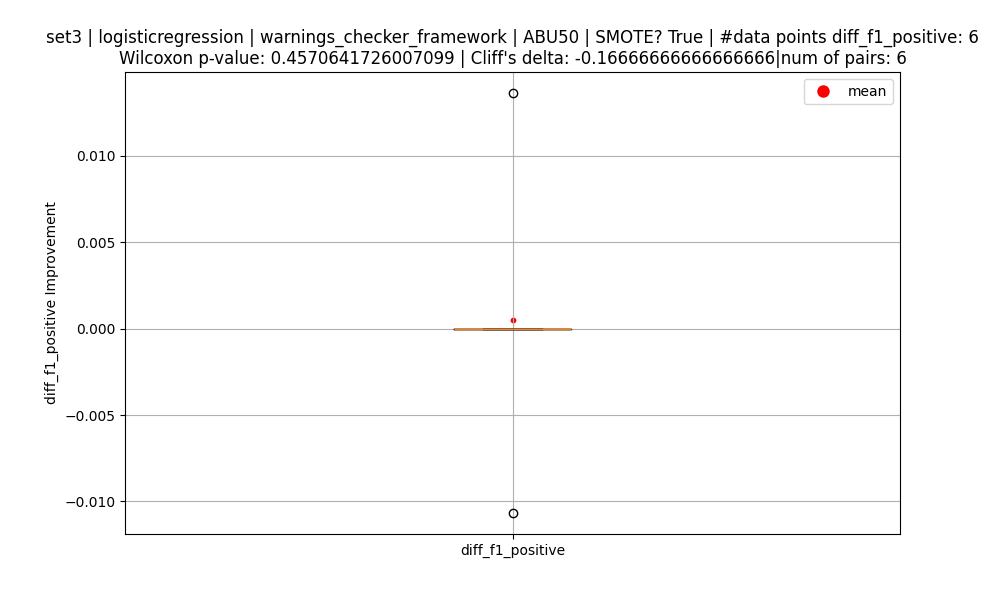 set3 | logisticregression | warnings_checker_framework | ABU50 | SMOTE? True | #data points diff_f1_positive: 6
Wilcoxon p-value: 0.4570641726007099 | Cliff's delta: -0.16666666666666666|num of pairs: 6
mean
0.010
0.005
0.000
−0.005
−0.010
diff_f1_positive Improvement
diff_f1_positive